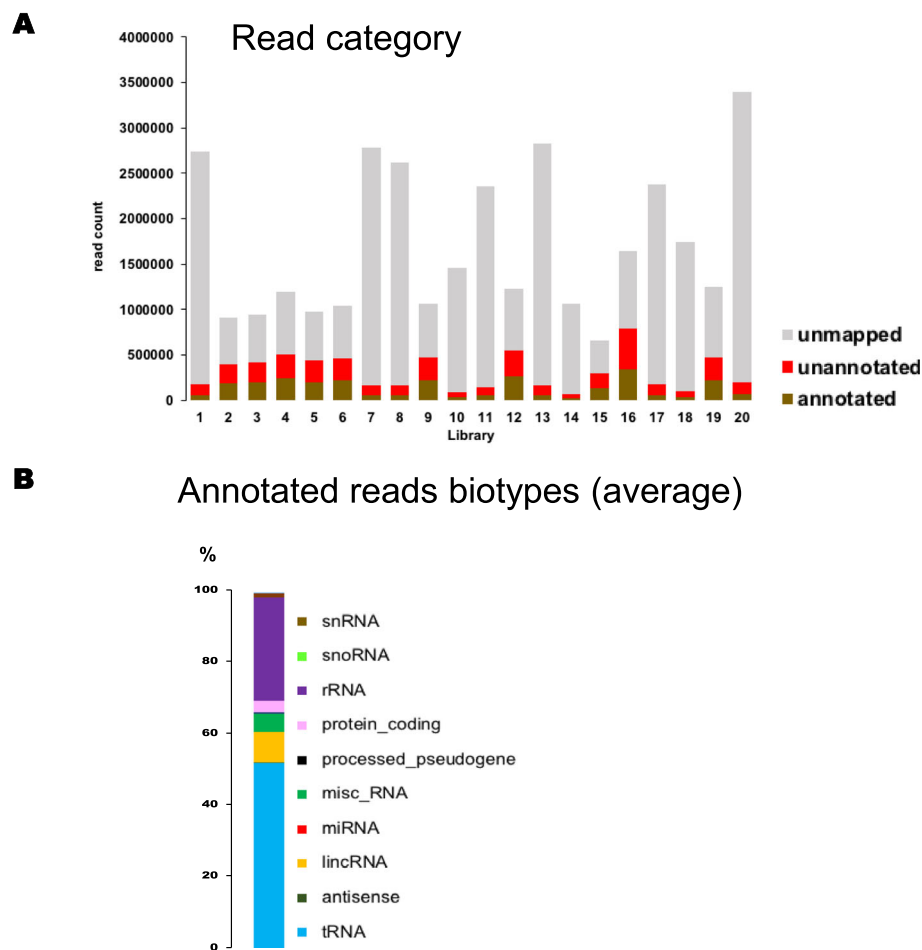 A
Read category
4000000
3500000
3000000
2500000
2000000
1500000
1000000
500000
0
read count
1 2 3 4 5 6 7 8 9 10 11 12 13 14 15 16 17 18 19 20
Library
unmapped
unannotated
annotated
B
Annotated reads biotypes (average)
%
100
80
60
40
20
0
snRNA
snoRNA
rRNA
protein_coding
processed_pseudogene
misc_RNA
miRNA
lincRNA
antisense
tRNA